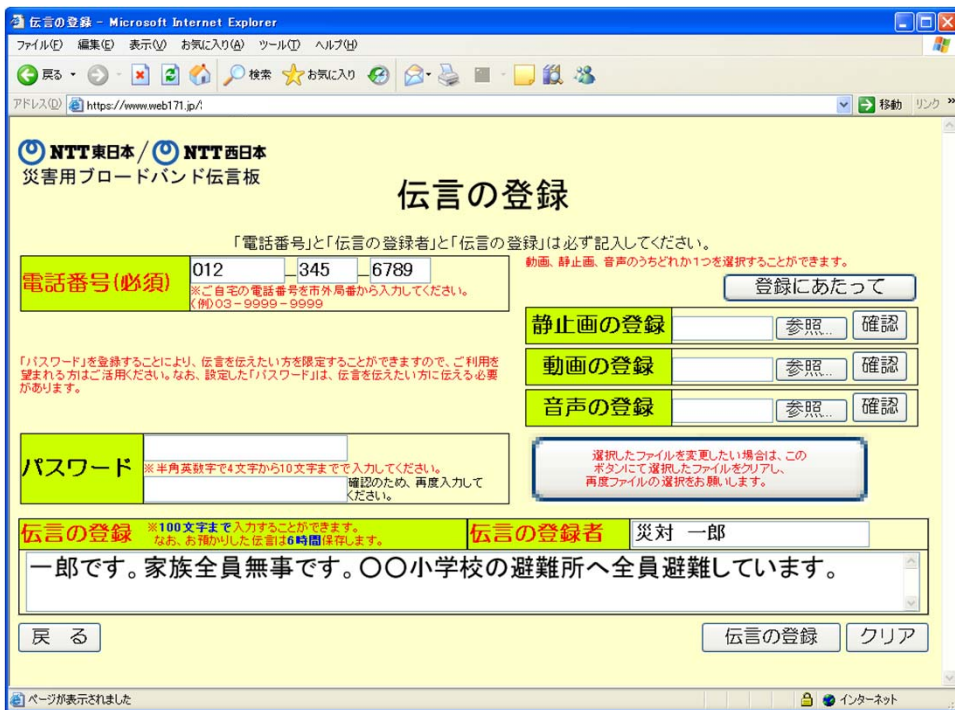 伝言の登録 - Microsoft Internet Explorer
ファイル(F) 編集(E) 表示(V) お気に入り(A) ツール(T) ヘルプ(H)
戻る 検索 お気に入り
アドレス(D) https://www.web171.jp/ 移動 リンク »
NTT東日本/NTT西日本
災害用ブロードバンド伝言板
伝言の登録
「電話番号」と「伝言の登録者」と「伝言の登録」は必ず記入してください。
電話番号(必須) 012 - 345 - 6789
※ご自宅の電話番号を市外局番から入力してください。
(例)03-9999-9999
動画、静止画、音声のうちどれか1つを選択することができます。
登録にあたって
静止画の登録 参照... 確認
動画の登録 参照... 確認
音声の登録 参照... 確認
「パスワード」を登録することにより、伝言を伝えたい方を限定することができますので、ご利用を
望まれる方はご活用ください。なお、設定した「パスワード」は、伝言を伝えたい方に伝える必要
があります。
パスワード ※半角英数字で4文字から10文字までで入力してください。
確認のため、再度入力して
ください。
選択したファイルを変更したい場合は、この
ボタンにて選択したファイルをクリアし、
再度ファイルの選択をお願いします。
伝言の登録 ※100文字まで入力することができます。
なお、お預かりした伝言は6時間保存します。
伝言の登録者 災対 一郎
一郎です。家族全員無事です。〇〇小学校の避難所へ全員避難しています。
戻 る 伝言の登録 クリア
ページが表示されました インターネット